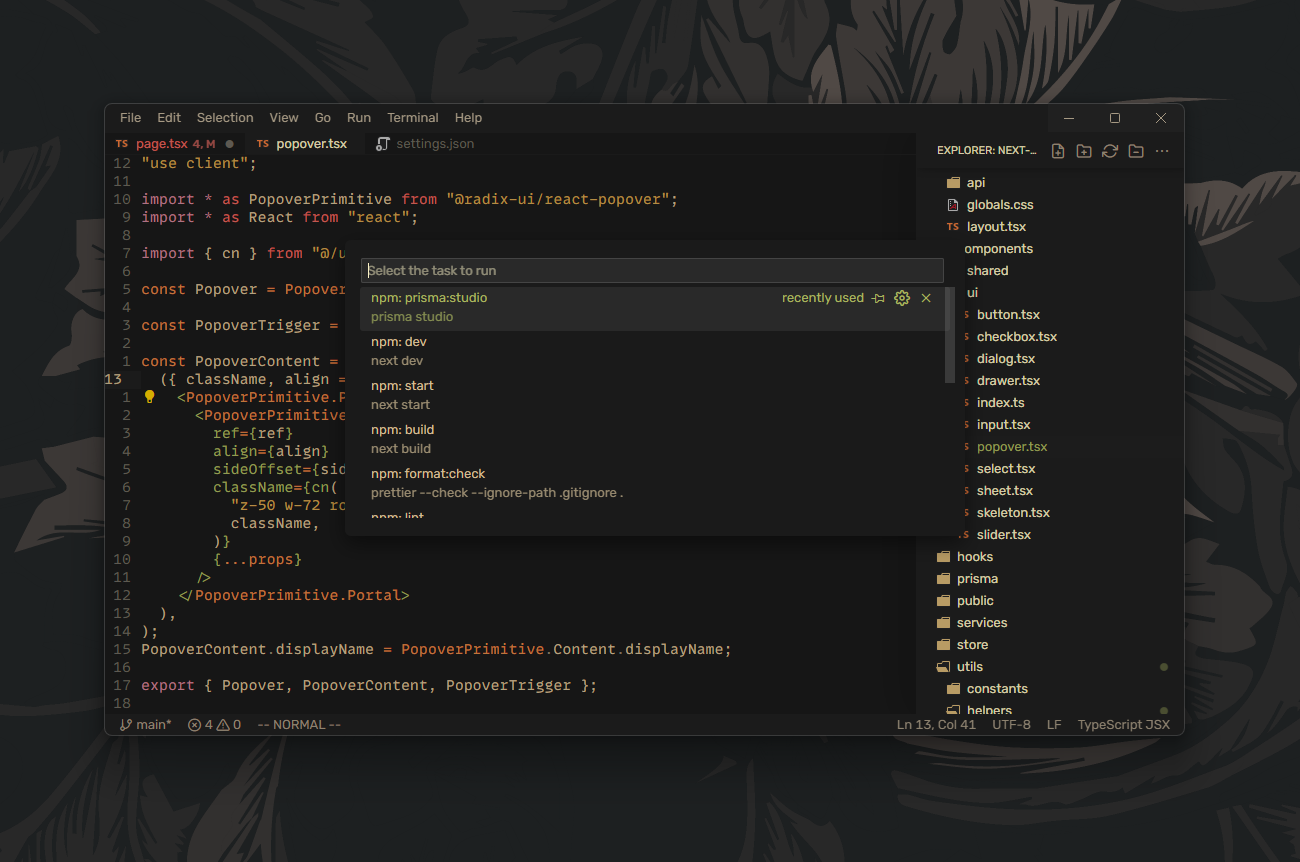 File Edit Selection View Go Run Terminal Help
TS page.tsx 4, M TS popover.tsx settings.json
12 "use client";
11
10 import * as PopoverPrimitive from "@radix-ui/react-popover";
9 import * as React from "react";
8
7 import { cn } from "@/u
6
5 const Popover = Popover
4
3 const PopoverTrigger =
2
1 const PopoverContent =
13 ({ className, align =
1 <PopoverPrimitive.P
2 <PopoverPrimitive
3 ref={ref}
4 align={align}
5 sideOffset={sid
6 className={cn(
7 "z-50 w-72 ro
8 className,
9 )}
10 {...props}
11 />
12 </PopoverPrimitive.Portal>
13 ),
14 );
15 PopoverContent.displayName = PopoverPrimitive.Content.displayName;
16
17 export { Popover, PopoverContent, PopoverTrigger };
18
Select the task to run
npm: prisma:studio recently used
prisma studio
npm: dev
next dev
npm: start
next start
npm: build
next build
npm: format:check
prettier --check --ignore-path .gitignore .
npm: lint
EXPLORER: NEXT-...
api
globals.css
TS layout.tsx
omponents
shared
ui
button.tsx
checkbox.tsx
dialog.tsx
drawer.tsx
index.ts
input.tsx
popover.tsx
select.tsx
sheet.tsx
skeleton.tsx
slider.tsx
hooks
prisma
public
services
store
utils
constants
helpers
main* 4 0 -- NORMAL -- Ln 13, Col 41 UTF-8 LF TypeScript JSX